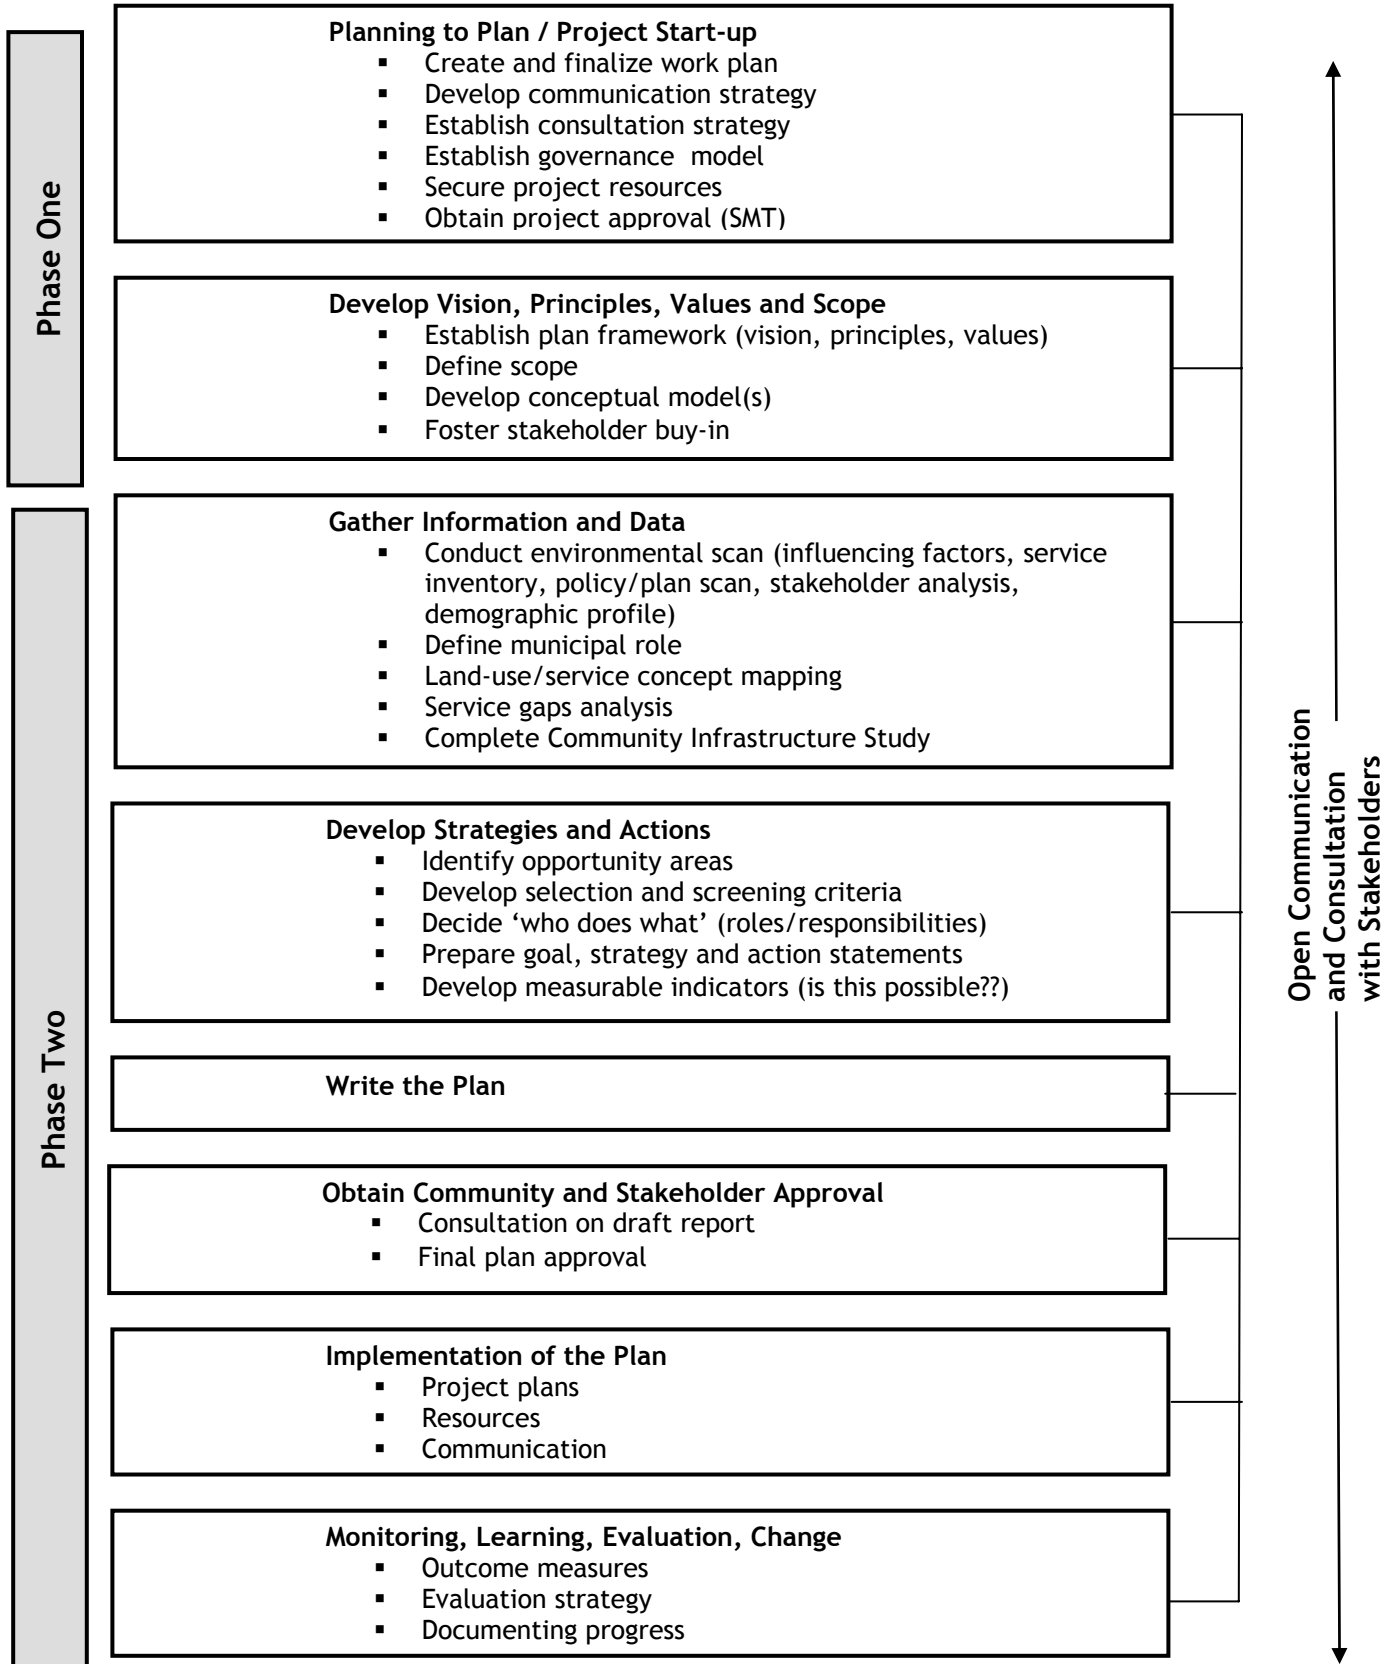 Phase One
Planning to Plan / Project Start-up
▪ Create and finalize work plan
▪ Develop communication strategy
▪ Establish consultation strategy
▪ Establish governance  model
▪ Secure project resources
▪ Obtain project approval (SMT)
Develop Vision, Principles, Values and Scope
▪ Establish plan framework (vision, principles, values)
▪ Define scope
▪ Develop conceptual model(s)
▪ Foster stakeholder buy-in
Phase Two
Gather Information and Data
▪ Conduct environmental scan (influencing factors, service
inventory, policy/plan scan, stakeholder analysis,
demographic profile)
▪ Define municipal role
▪ Land-use/service concept mapping
▪ Service gaps analysis
▪ Complete Community Infrastructure Study
Develop Strategies and Actions
▪ Identify opportunity areas
▪ Develop selection and screening criteria
▪ Decide ‘who does what’ (roles/responsibilities)
▪ Prepare goal, strategy and action statements
▪ Develop measurable indicators (is this possible??)
Write the Plan
Obtain Community and Stakeholder Approval
▪ Consultation on draft report
▪ Final plan approval
Implementation of the Plan
▪ Project plans
▪ Resources
▪ Communication
Monitoring, Learning, Evaluation, Change
▪ Outcome measures
▪ Evaluation strategy
▪ Documenting progress
Open Communication
and Consultation
with Stakeholders